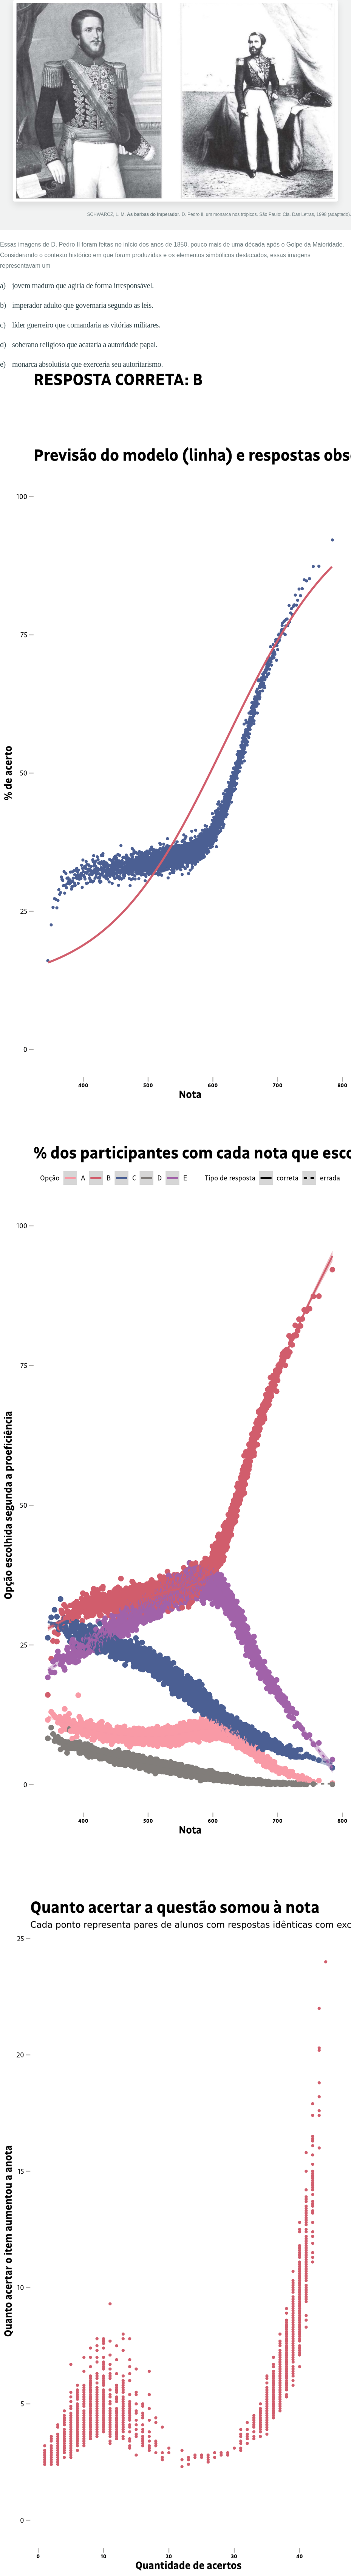 SCHWARCZ, L. M. As barbas do imperador. D. Pedro II, um monarca nos trópicos. São Paulo: Cia. Das Letras, 1998 (adaptado).
Essas imagens de D. Pedro II foram feitas no início dos anos de 1850, pouco mais de uma década após o Golpe da Maioridade.
Considerando o contexto histórico em que foram produzidas e os elementos simbólicos destacados, essas imagens
representavam um
a) jovem maduro que agiria de forma irresponsável.
b) imperador adulto que governaria segundo as leis.
c) líder guerreiro que comandaria as vitórias militares.
d) soberano religioso que acataria a autoridade papal.
e) monarca absolutista que exerceria seu autoritarismo.
RESPOSTA CORRETA: B
Previsão do modelo (linha) e respostas obs
100
75
50
25
0
% de acerto
400 500 600 700 800
Nota
% dos participantes com cada nota que esco
Opção A B C D E Tipo de resposta correta errada
100
75
50
25
0
Opção escolhida segunda a proeficiência
400 500 600 700 800
Nota
Quanto acertar a questão somou à nota
Cada ponto representa pares de alunos com respostas idênticas com exc
25
20
15
10
5
0
Quanto acertar o item aumentou a anota
0 10 20 30 40
Quantidade de acertos